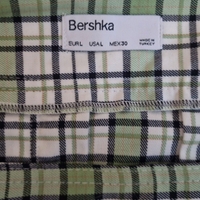 Bershka
EUR L USA L MEX 30
MADE IN
TURKEY